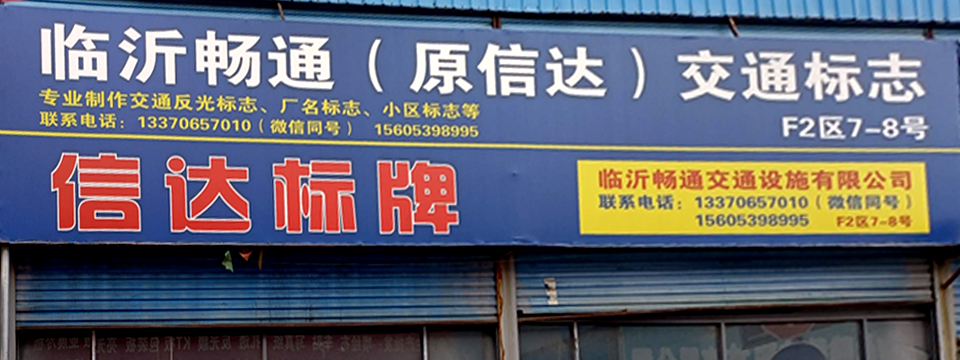 临沂畅通（原信达）交通标志
专业制作交通反光标志、厂名标志、小区标志等
联系电话：13370657010（微信同号） 15605398995
F2区7-8号
信达标牌
临沂畅通交通设施有限公司
联系电话：13370657010（微信同号）
15605398995 F2区7-8号